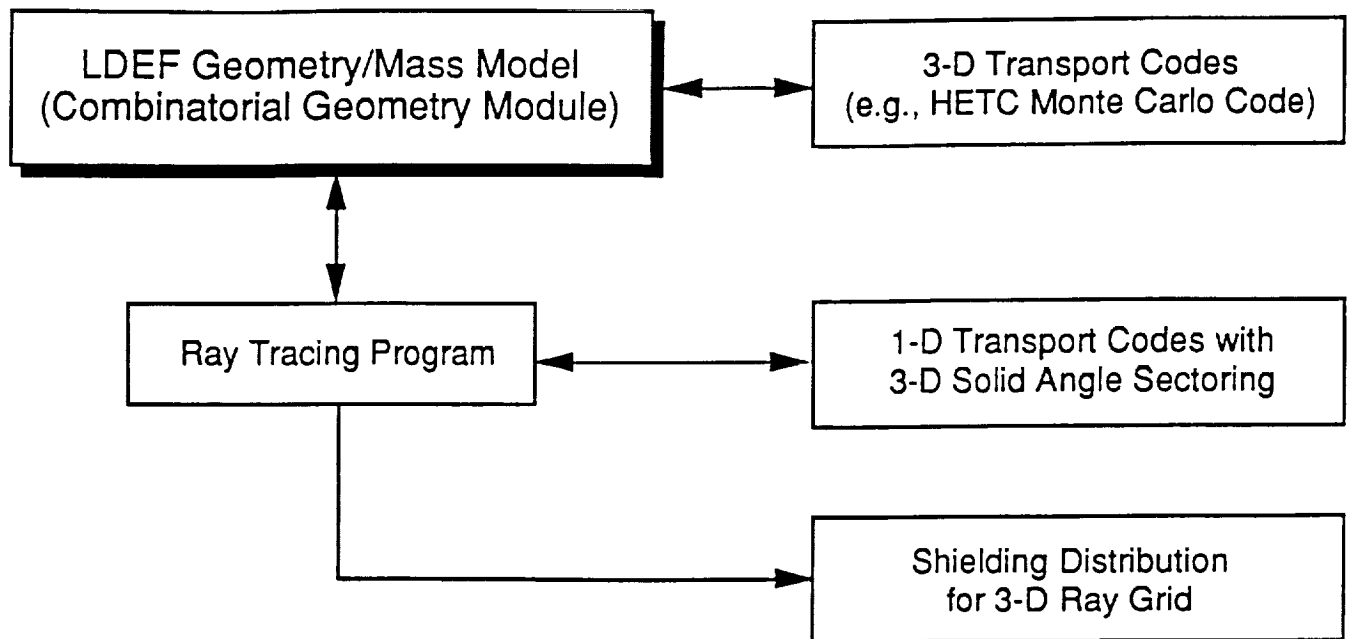 LDEF Geometry/Mass Model
(Combinatorial Geometry Module)
3-D Transport Codes
(e.g., HETC Monte Carlo Code)
Ray Tracing Program
1-D Transport Codes with
3-D Solid Angle Sectoring
Shielding Distribution
for 3-D Ray Grid